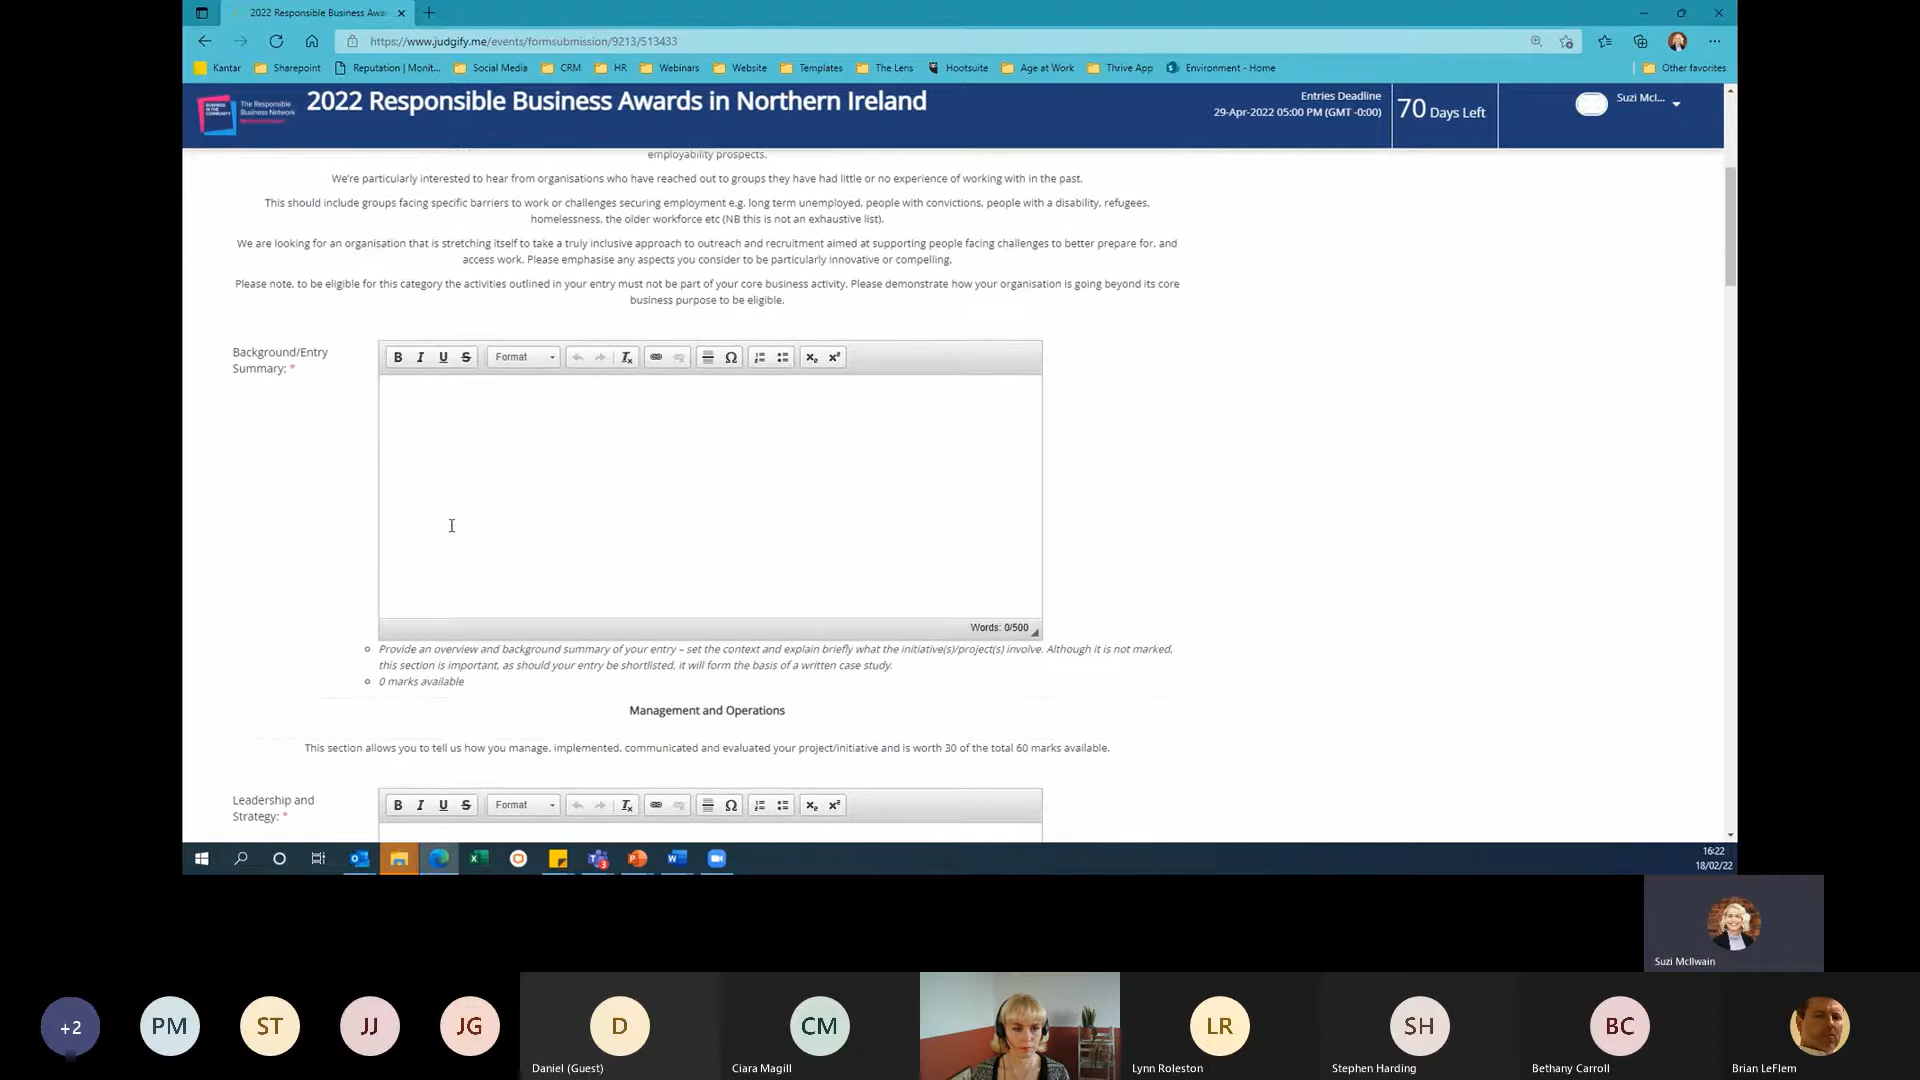 2022 Responsible Business Awa
https://www.judgify.me/events/formsubmission/9213/513433
Kantar
Sharepoint
Reputation | Monit...
Social Media
CRM
HR
Webinars
Website
Templates
The Lens
Hootsuite
Age at Work
Thrive App
Environment - Home
Other favorites
BUSINESS IN THE COMMUNITY
The Responsible
Business Network
2022 Responsible Business Awards in Northern Ireland
Entries Deadline
29-Apr-2022 05:00 PM (GMT -0:00)
70 Days Left
Suzi McI...
employability prospects.
We're particularly interested to hear from organisations who have reached out to groups they have had little or no experience of working with in the past.
This should include groups facing specific barriers to work or challenges securing employment e.g. long term unemployed, people with convictions, people with a disability, refugees,
homelessness, the older workforce etc (NB this is not an exhaustive list).
We are looking for an organisation that is stretching itself to take a truly inclusive approach to outreach and recruitment aimed at supporting people facing challenges to better prepare for, and
access work. Please emphasise any aspects you consider to be particularly innovative or compelling.
Please note, to be eligible for this category the activities outlined in your entry must not be part of your core business activity. Please demonstrate how your organisation is going beyond its core
business purpose to be eligible.
Background/Entry
Summary: *
B I U S Format Ix Ω x₂ x²
Words: 0/500
Provide an overview and background summary of your entry – set the context and explain briefly what the initiative(s)/project(s) involve. Although it is not marked,
this section is important, as should your entry be shortlisted, it will form the basis of a written case study.
0 marks available
Management and Operations
This section allows you to tell us how you manage, implemented, communicated and evaluated your project/initiative and is worth 30 of the total 60 marks available.
Leadership and
Strategy: *
B I U S Format Ix Ω x₂ x²
16:22
18/02/22
Suzi McIlwain
+2
PM
ST
JJ
JG
D
Daniel (Guest)
CM
Ciara Magill
LR
Lynn Roleston
SH
Stephen Harding
BC
Bethany Carroll
Brian LeFlem